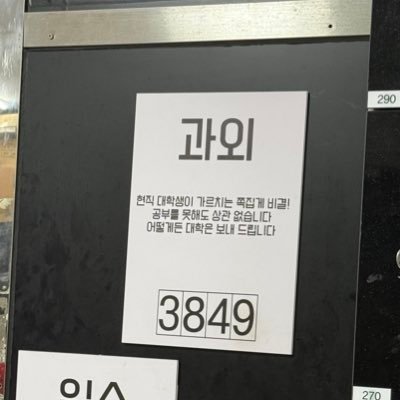 290
과외
현직 대학생이 가르치는 쪽집게 비결!
공부를 못해도 상관 없습니다
어떻게든 대학은 보내 드립니다
3849
270